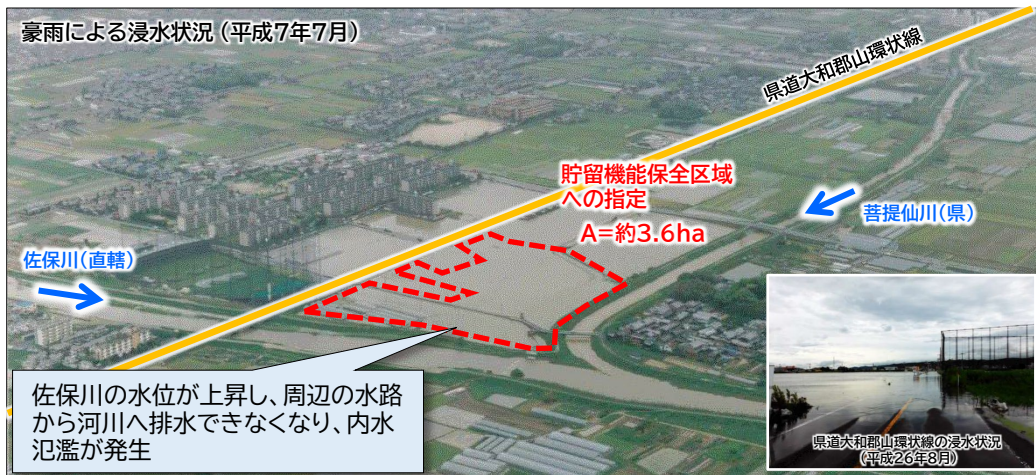 豪雨による浸水状況（平成7年7月）
県道大和郡山環状線
貯留機能保全区域
への指定
A=約3.6ha
菩提仙川(県)
佐保川(直轄)
佐保川の水位が上昇し、周辺の水路
から河川へ排水できなくなり、内水
氾濫が発生
県道大和郡山環状線の浸水状況
(平成26年8月)